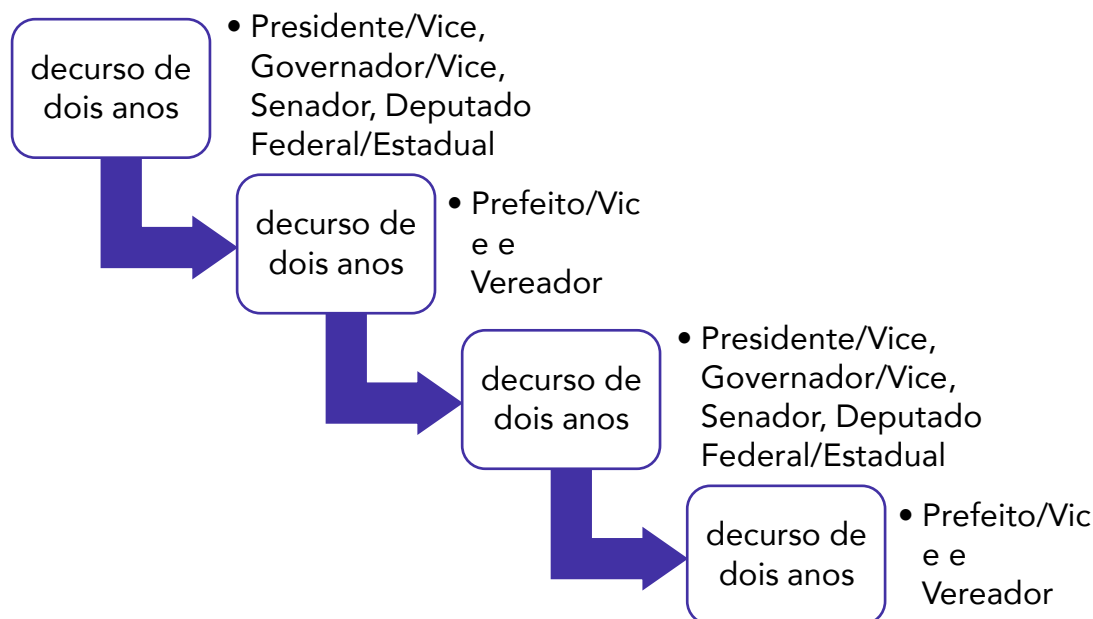 decurso de
dois anos
• Presidente/Vice,
Governador/Vice,
Senador, Deputado
Federal/Estadual
decurso de
dois anos
• Prefeito/Vic
e e
Vereador
decurso de
dois anos
• Presidente/Vice,
Governador/Vice,
Senador, Deputado
Federal/Estadual
decurso de
dois anos
• Prefeito/Vic
e e
Vereador